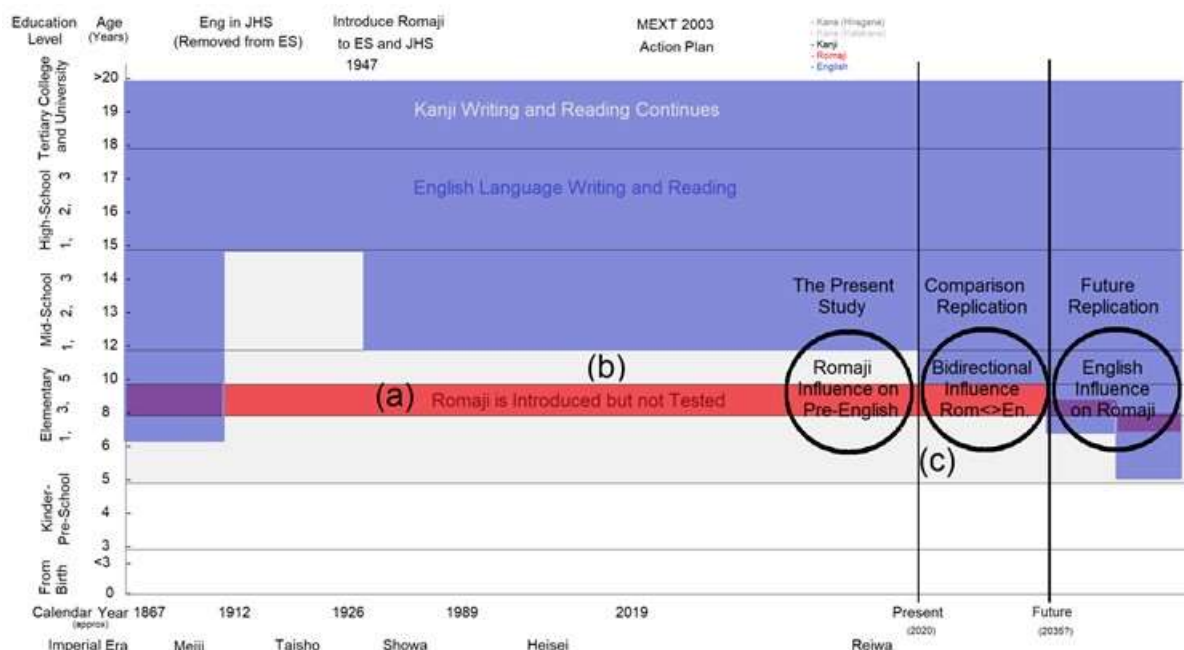 Education
Level
Age
(Years)
Eng in JHS
(Removed from ES)
Introduce Romaji
to ES and JHS
1947
MEXT 2003
Action Plan
- Kana (Hiragana)
- Kana (Katakana)
- Kanji
- Romaji
- English
Tertiary College
and University
High-School
1, 2, 3
Mid-School
1, 2, 3
Elementary
1, 3, 5
Kinder-
Pre-School
From
Birth
>20
19
18
17
16
15
14
13
12
10
8
6
5
4
3
<3
0
Kanji Writing and Reading Continues
English Language Writing and Reading
The Present
Study
Comparison
Replication
Future
Replication
(b)
(a)
Romaji is Introduced but not Tested
Romaji
Influence on
Pre-English
Bidirectional
Influence
Rom<>En.
English
Influence
on Romaji
(c)
Calendar Year
(approx)
1867
1912
1926
1989
2019
Present
(2020)
Future
(2035?)
Imperial Era
Meiji
Taisho
Showa
Heisei
Reiwa